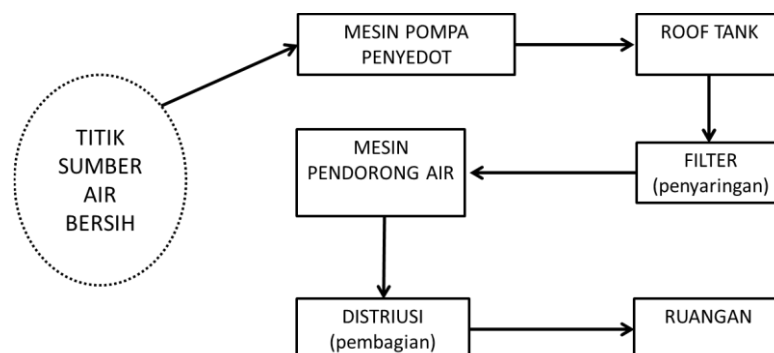 TITIK
SUMBER
AIR
BERSIH
MESIN POMPA
PENYEDOT
ROOF TANK
FILTER
(penyaringan)
MESIN
PENDORONG AIR
DISTRIUSI
(pembagian)
RUANGAN